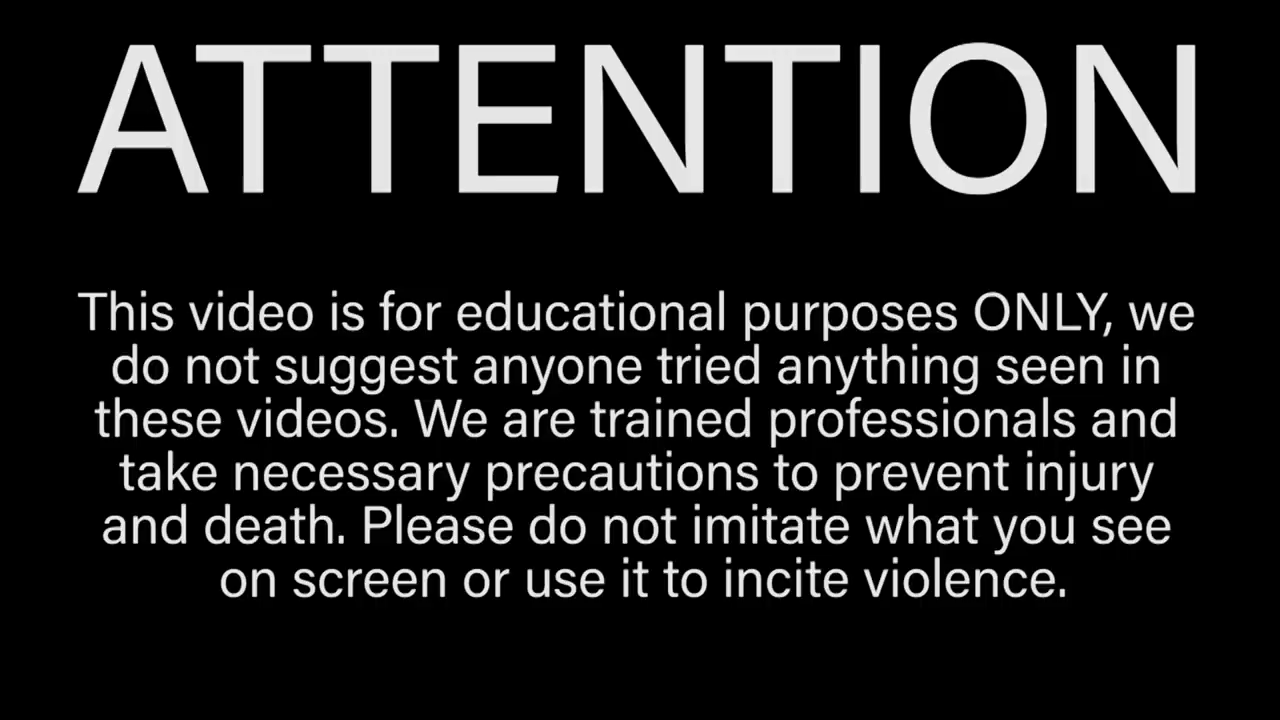 ATTENTION
This video is for educational purposes ONLY, we
do not suggest anyone tried anything seen in
these videos. We are trained professionals and
take necessary precautions to prevent injury
and death. Please do not imitate what you see
on screen or use it to incite violence.